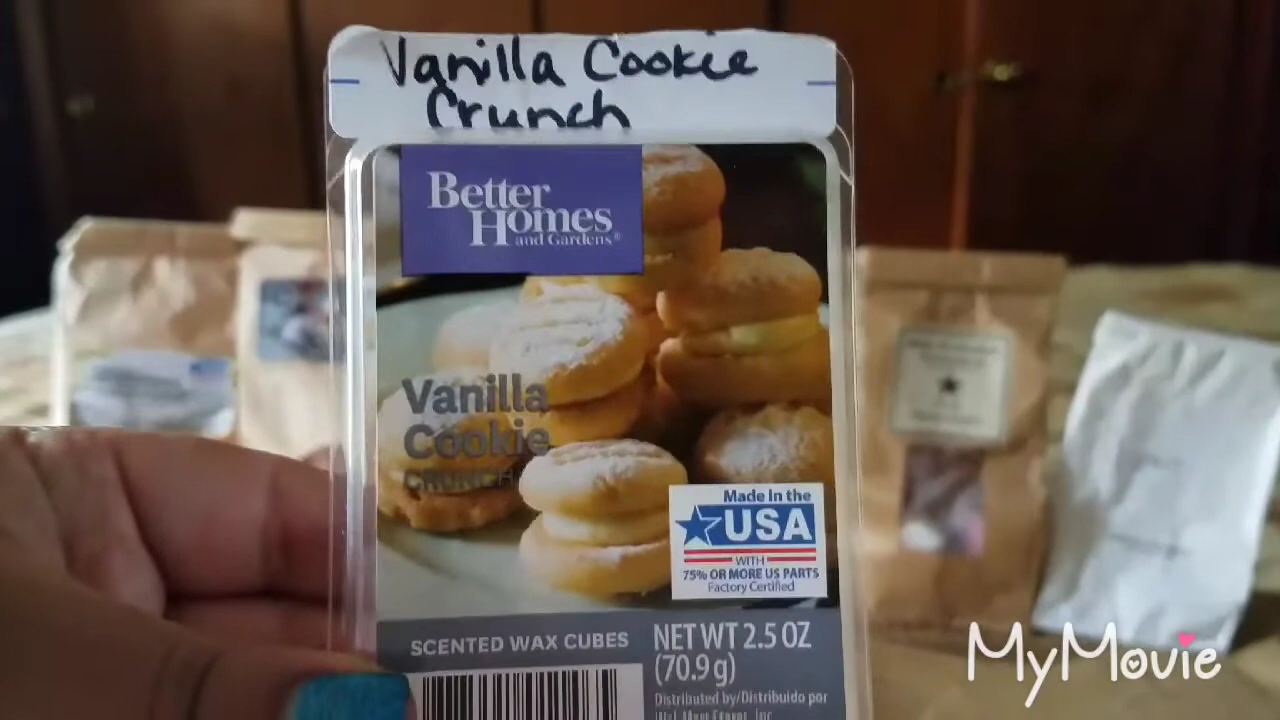 Vanilla Cookie
Crunch
Better
Homes
and Gardens®
Vanilla
Cookie
CRUNCH
Made In the
USA
WITH
75% OR MORE US PARTS
Factory Certified
SCENTED WAX CUBES
NET WT 2.5 OZ
(70.9 g)
Distributed by/Distribuido por
MyMovie